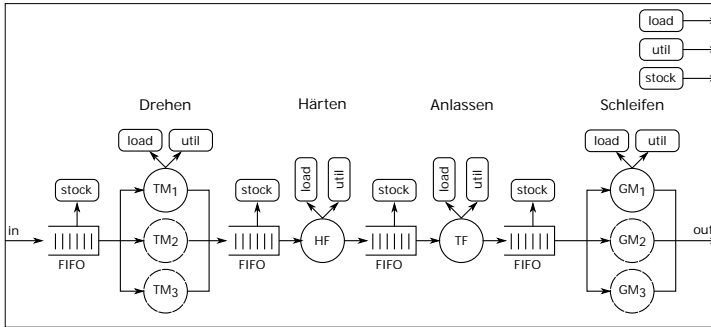 load
util
stock
Drehen
Härten
Anlassen
Schleifen
load
util
load
util
load
util
load
util
stock
stock
stock
stock
TM1
GM1
in
FIFO
TM2
FIFO
HF
FIFO
TF
FIFO
GM2
out
TM3
GM3